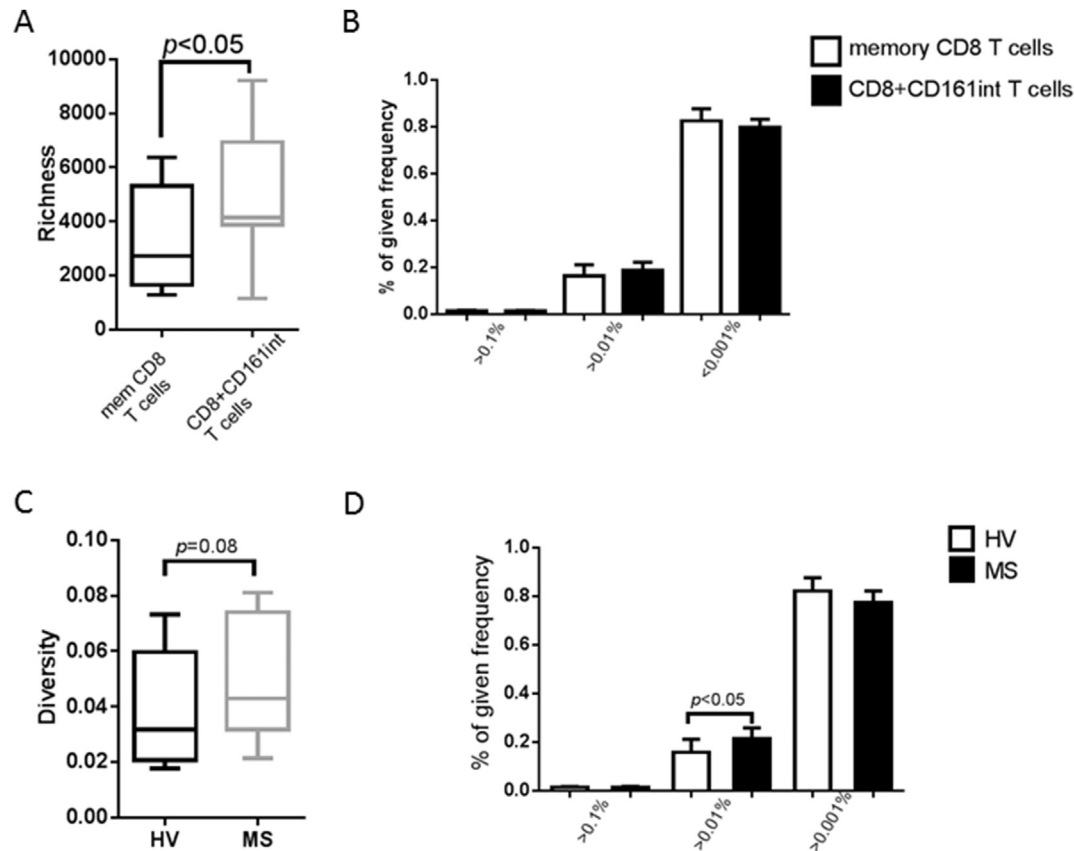 A
p<0.05
10000
8000
6000
4000
2000
0
Richness
mem CD8
T cells
CD8+CD161int
T cells
B
memory CD8 T cells
CD8+CD161int T cells
1.0
0.8
0.6
0.4
0.2
0.0
% of given frequency
>0.1%
>0.01%
<0.001%
C
p=0.08
0.10
0.08
0.06
0.04
0.02
0.00
Diversity
HV
MS
D
HV
MS
1.0
0.8
0.6
0.4
0.2
0.0
% of given frequency
p<0.05
>0.1%
>0.01%
>0.001%